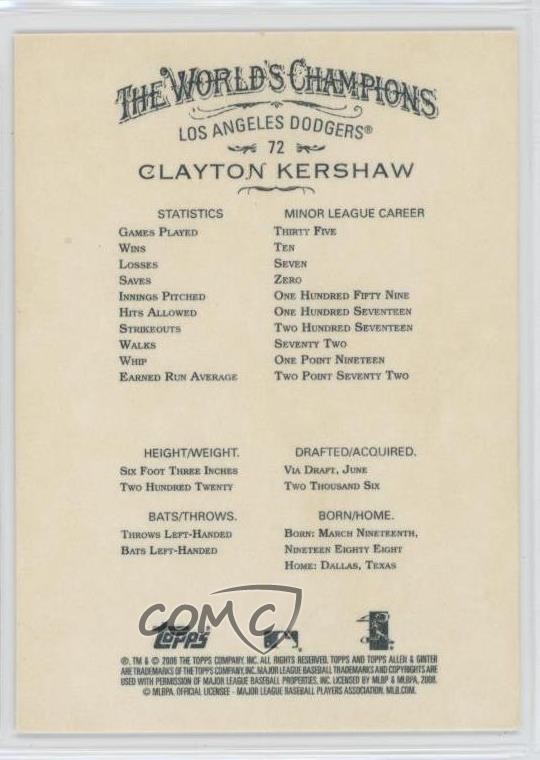 THE WORLD'S CHAMPIONS
LOS ANGELES DODGERS®
72
CLAYTON KERSHAW
STATISTICS MINOR LEAGUE CAREER
GAMES PLAYED THIRTY FIVE
WINS TEN
LOSSES SEVEN
SAVES ZERO
INNINGS PITCHED ONE HUNDRED FIFTY NINE
HITS ALLOWED ONE HUNDRED SEVENTEEN
STRIKEOUTS TWO HUNDRED SEVENTEEN
WALKS SEVENTY TWO
WHIP ONE POINT NINETEEN
EARNED RUN AVERAGE TWO POINT SEVENTY TWO
HEIGHT/WEIGHT. DRAFTED/ACQUIRED.
SIX FOOT THREE INCHES VIA DRAFT, JUNE
TWO HUNDRED TWENTY TWO THOUSAND SIX
BATS/THROWS. BORN/HOME.
THROWS LEFT-HANDED BORN: MARCH NINETEENTH,
BATS LEFT-HANDED NINETEEN EIGHTY EIGHT
HOME: DALLAS, TEXAS
COMC
TOPPS
®, TM & © 2008 THE TOPPS COMPANY, INC. ALL RIGHTS RESERVED. TOPPS AND TOPPS ALLEN & GINTER
ARE TRADEMARKS OF THE TOPPS COMPANY, INC. MAJOR LEAGUE BASEBALL TRADEMARKS AND COPYRIGHTS ARE
USED WITH PERMISSION OF MAJOR LEAGUE BASEBALL PROPERTIES, INC. LICENSED BY MLBP & MLBPA, 2008.
© MLBPA. OFFICIAL LICENSEE - MAJOR LEAGUE BASEBALL PLAYERS ASSOCIATION. MLB.COM.